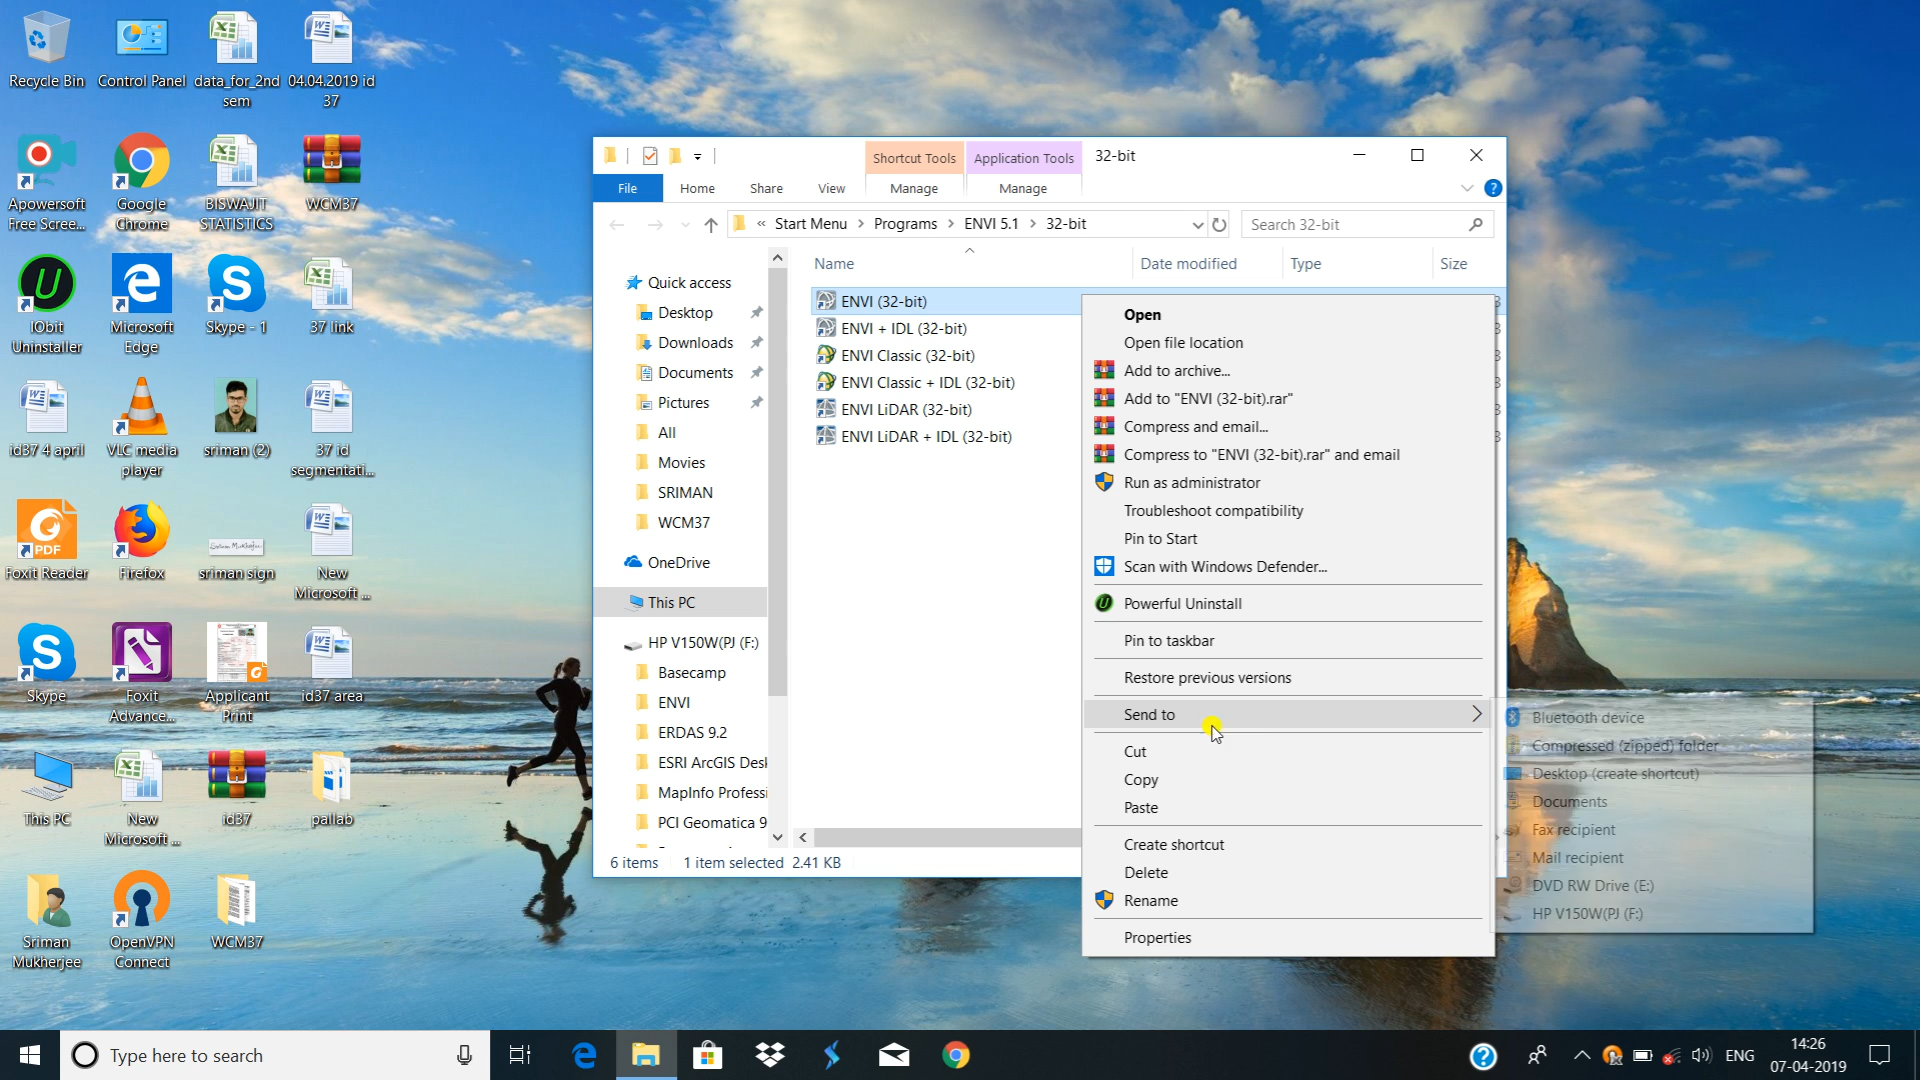 Recycle Bin
Control Panel
data_for_2nd
sem
04.04.2019 id
37
Apowersoft
Free Scree...
Google
Chrome
BISWAJIT
STATISTICS
WCM37
IObit
Uninstaller
Microsoft
Edge
Skype - 1
37 link
id37 4 april
VLC media
player
sriman (2)
37 id
segmentati...
PDF
Foxit Reader
Firefox
sriman sign
New
Microsoft ...
Skype
Foxit
Advance...
Applicant
Print
id37 area
This PC
New
Microsoft ...
id37
pallab
Sriman
Mukherjee
OpenVPN
Connect
WCM37
Shortcut Tools
Application Tools
32-bit
File
Home
Share
View
Manage
Manage
« Start Menu > Programs > ENVI 5.1 > 32-bit
Search 32-bit
Name
Date modified
Type
Size
Quick access
Desktop
Downloads
Documents
Pictures
All
Movies
SRIMAN
WCM37
OneDrive
This PC
HP V150W(PJ (F:)
Basecamp
ENVI
ERDAS 9.2
ESRI ArcGIS Desk
MapInfo Professi
PCI Geomatica 9
ENVI (32-bit)
ENVI + IDL (32-bit)
ENVI Classic (32-bit)
ENVI Classic + IDL (32-bit)
ENVI LiDAR (32-bit)
ENVI LiDAR + IDL (32-bit)
6 items
1 item selected 2.41 KB
Open
Open file location
Add to archive...
Add to "ENVI (32-bit).rar"
Compress and email...
Compress to "ENVI (32-bit).rar" and email
Run as administrator
Troubleshoot compatibility
Pin to Start
Scan with Windows Defender...
Powerful Uninstall
Pin to taskbar
Restore previous versions
Send to
Cut
Copy
Paste
Create shortcut
Delete
Rename
Properties
Bluetooth device
Compressed (zipped) folder
Desktop (create shortcut)
Documents
Fax recipient
Mail recipient
DVD RW Drive (E:)
HP V150W(PJ (F:)
Type here to search
ENG
14:26
07-04-2019